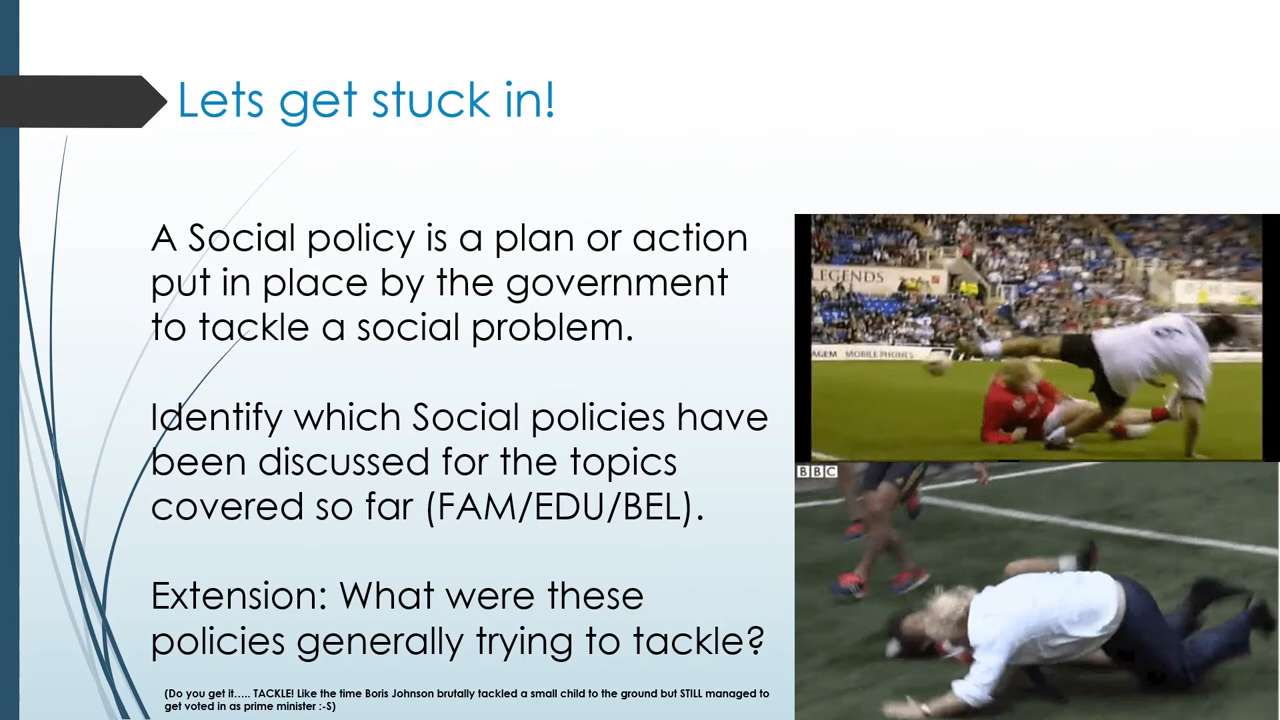 Lets get stuck in!
A Social policy is a plan or action
put in place by the government
to tackle a social problem.
Identify which Social policies have
been discussed for the topics
covered so far (FAM/EDU/BEL).
Extension: What were these
policies generally trying to tackle?
(Do you get it..... TACKLE! Like the time Boris Johnson brutally tackled a small child to the ground but STILL managed to
get voted in as prime minister :-S)
LEGENDS
MOBILE PHONES
BBC